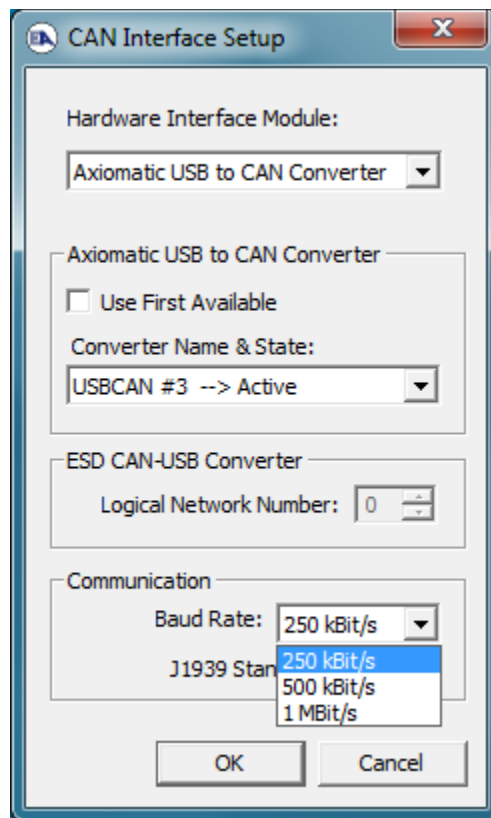 EA CAN Interface Setup
Hardware Interface Module:
Axiomatic USB to CAN Converter
Axiomatic USB to CAN Converter
Use First Available
Converter Name & State:
USBCAN #3 --> Active
ESD CAN-USB Converter
Logical Network Number: 0
Communication
Baud Rate: 250 kBit/s
J1939 Stan
250 kBit/s
500 kBit/s
1 MBit/s
OK Cancel